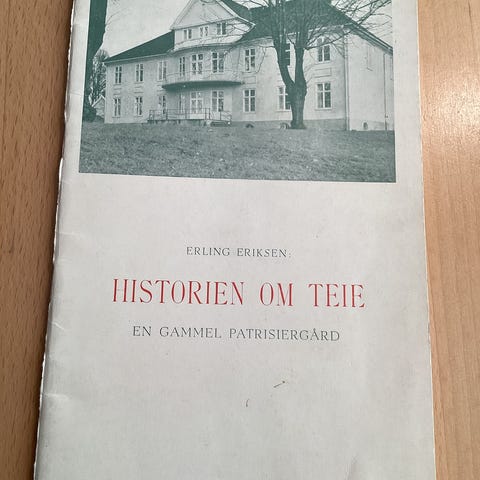 ERLING ERIKSEN:
HISTORIEN OM TEIE
EN GAMMEL PATRISIERGÅRD